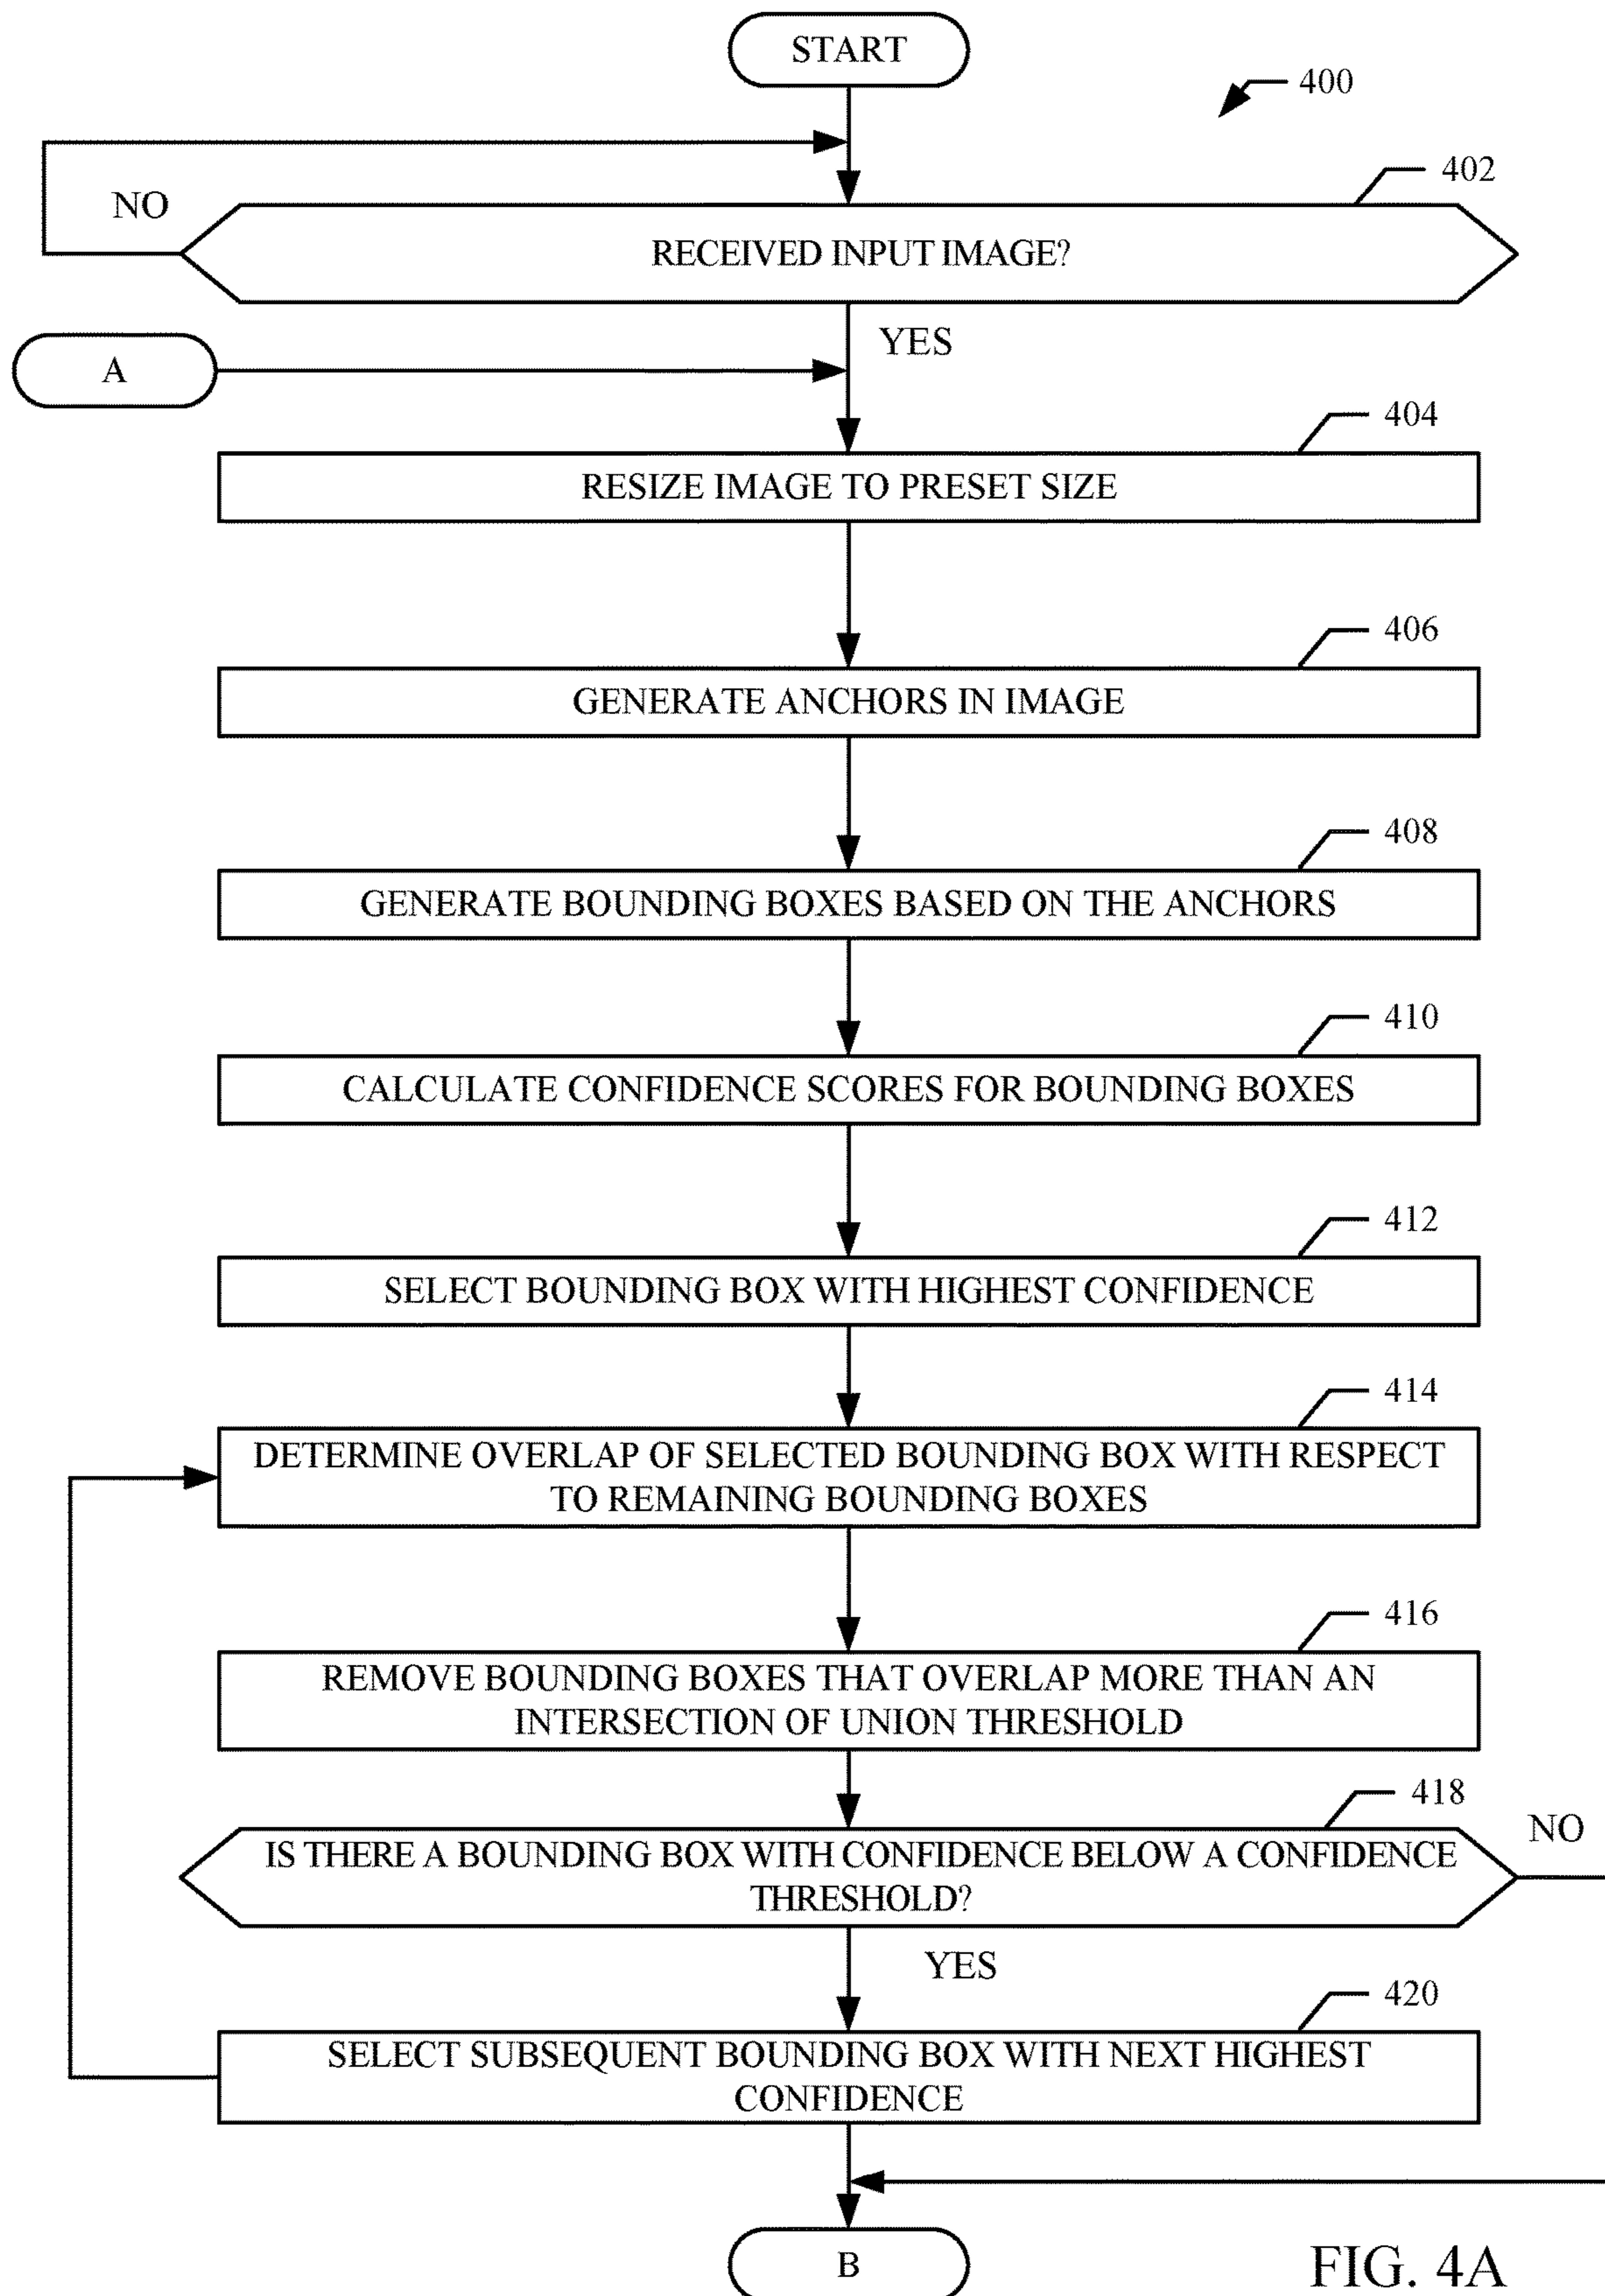 START
400
402
NO
RECEIVED INPUT IMAGE?
YES
A
404
RESIZE IMAGE TO PRESET SIZE
406
GENERATE ANCHORS IN IMAGE
408
GENERATE BOUNDING BOXES BASED ON THE ANCHORS
410
CALCULATE CONFIDENCE SCORES FOR BOUNDING BOXES
412
SELECT BOUNDING BOX WITH HIGHEST CONFIDENCE
414
DETERMINE OVERLAP OF SELECTED BOUNDING BOX WITH RESPECT
TO REMAINING BOUNDING BOXES
416
REMOVE BOUNDING BOXES THAT OVERLAP MORE THAN AN
INTERSECTION OF UNION THRESHOLD
418
NO
IS THERE A BOUNDING BOX WITH CONFIDENCE BELOW A CONFIDENCE
THRESHOLD?
YES
420
SELECT SUBSEQUENT BOUNDING BOX WITH NEXT HIGHEST
CONFIDENCE
B
FIG. 4A